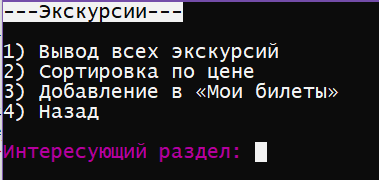 ---Экскурсии---
1) Вывод всех экскурсий
2) Сортировка по цене
3) Добавление в «Мои билеты»
4) Назад
Интересующий раздел: